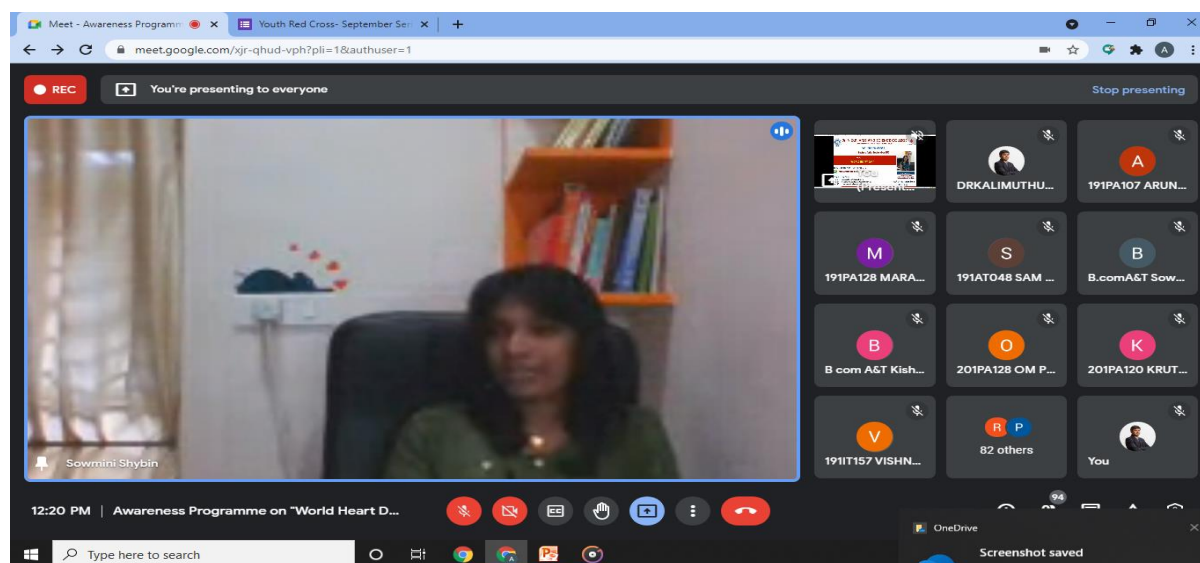 Meet - Awareness Programm
Youth Red Cross- September Ser
meet.google.com/xjr-qhud-vph?pli=1&authuser=1
A
REC
You're presenting to everyone
Stop presenting
DRKALIMUTHU...
A
191PA107 ARUN...
M
191PA128 MARA...
S
191AT048 SAM ...
B
B.comA&T Sow...
B
B com A&T Kish...
O
201PA128 OM P...
K
201PA120 KRUT...
V
191IT157 VISHN...
R P
82 others
You
Sowmini Shybin
12:20 PM | Awareness Programme on "World Heart D...
CC
94
OneDrive
Screenshot saved
Type here to search